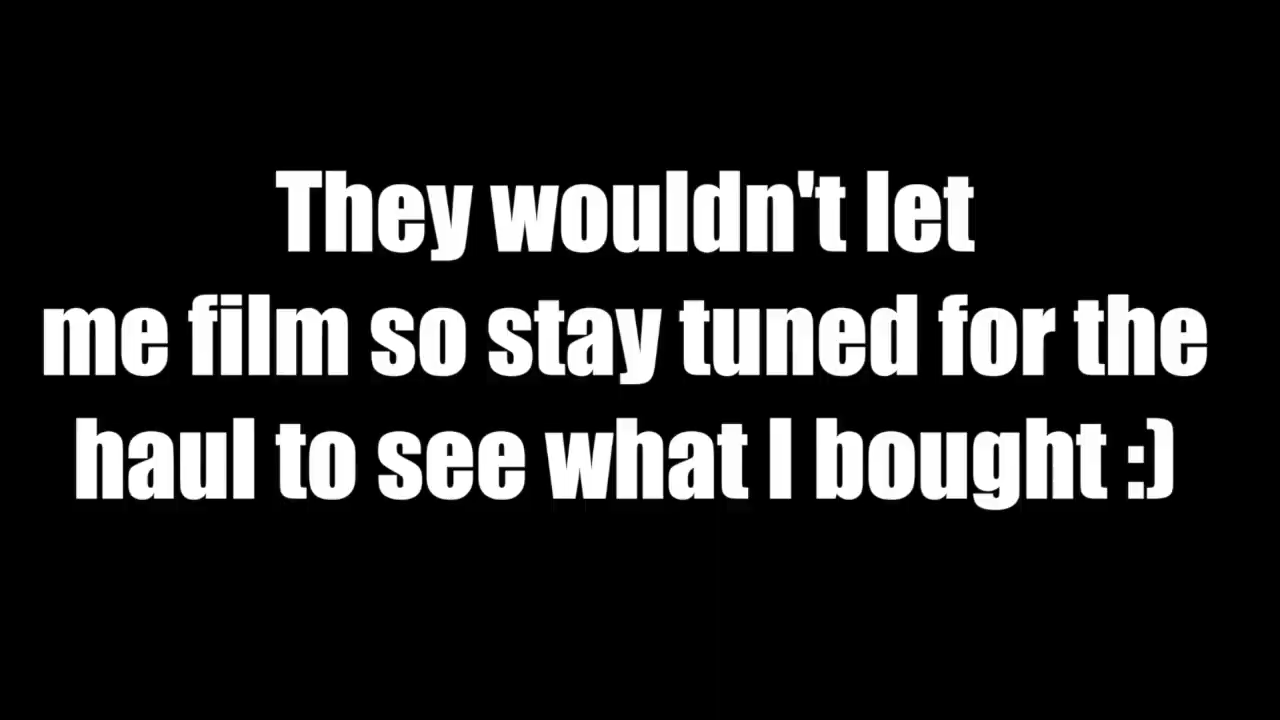 They wouldn't let
me film so stay tuned for the
haul to see what I bought :)